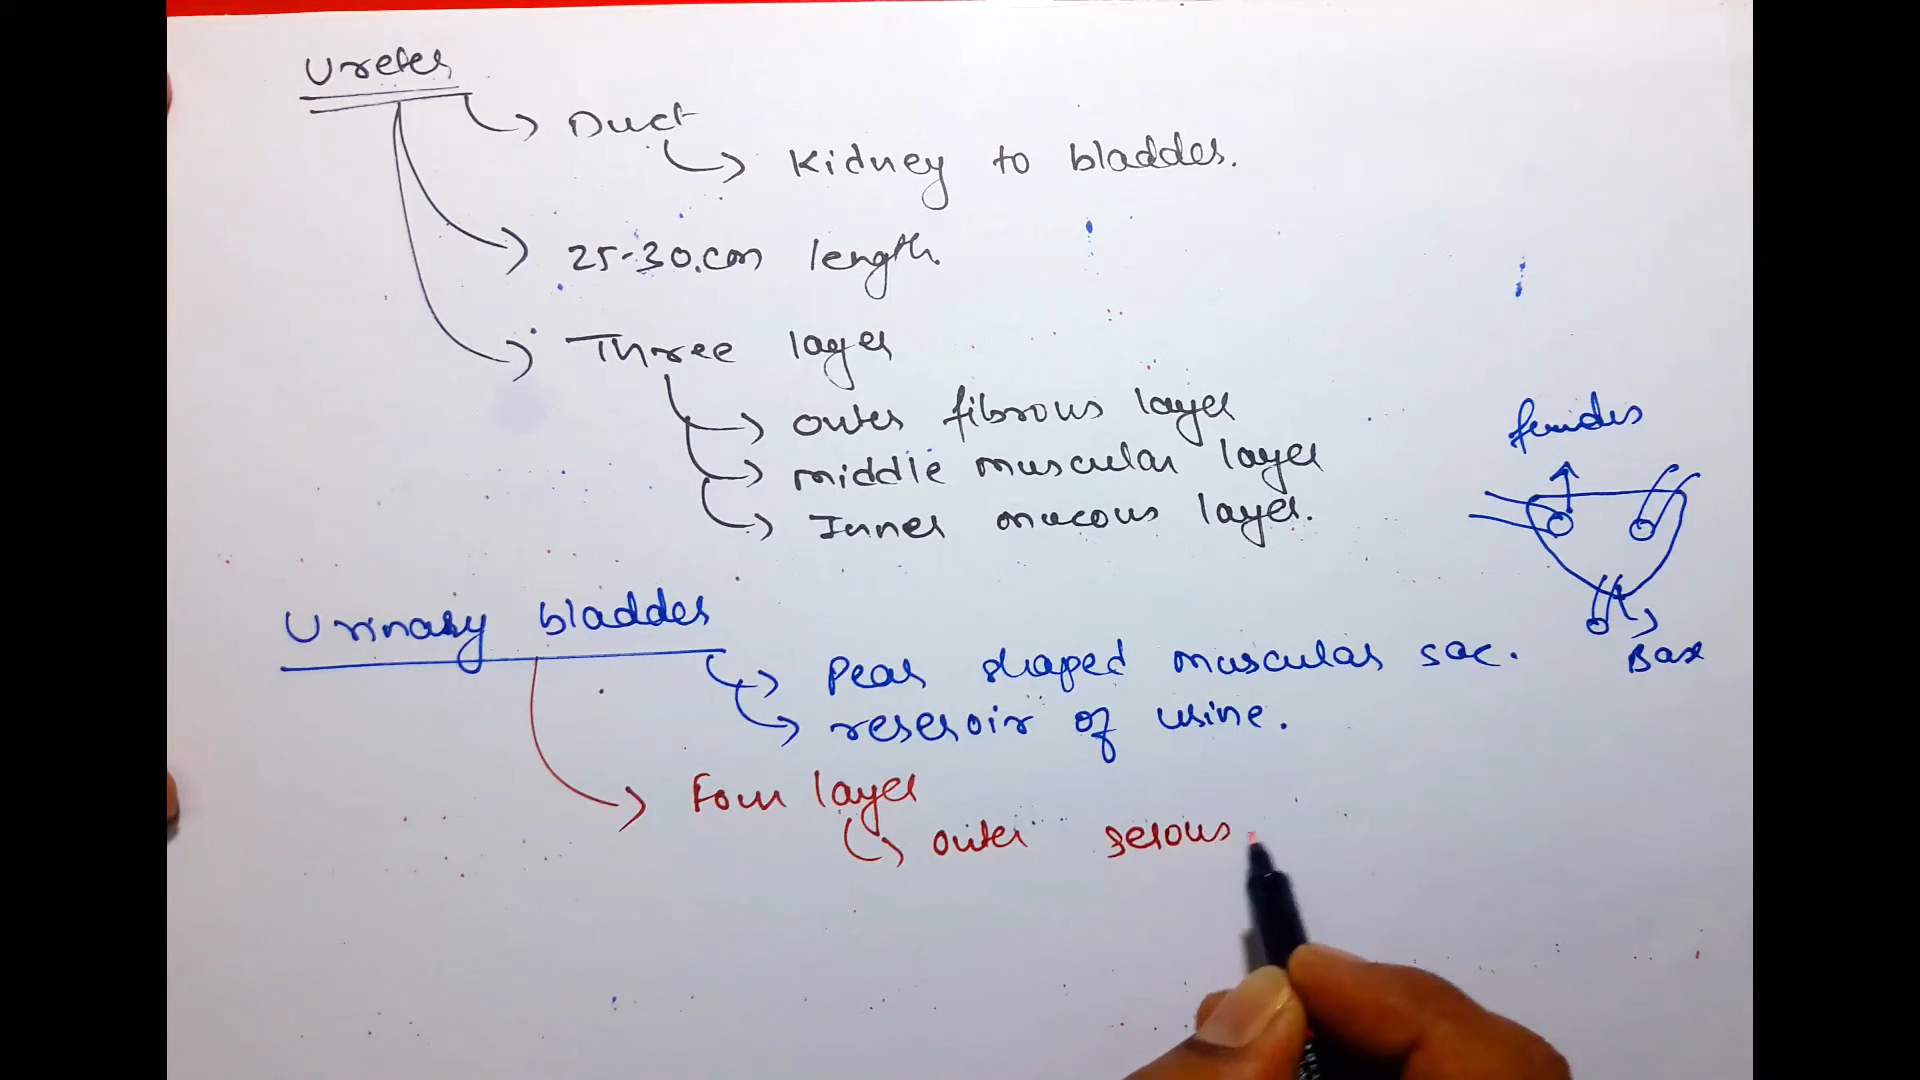 Ureter
Duct
Kidney to bladder.
25-30.cm length.
Three layer
outer fibrous layer
middle muscular layer
Inner mucous layer.
Urinary bladder
Pear shaped muscular sac.
reservoir of urine.
Four layer
outer serous
Base